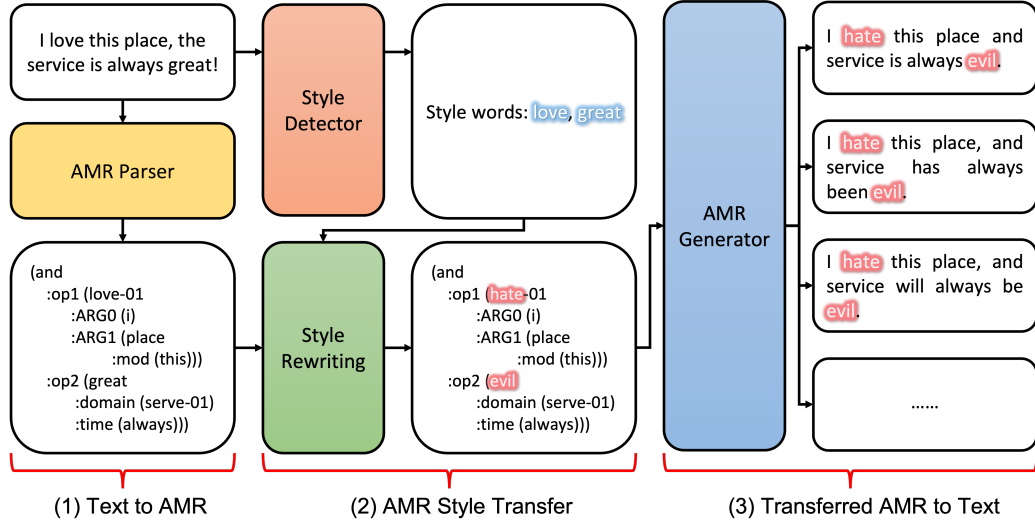 I love this place, the
service is always great!
AMR Parser
(and
:op1 (love-01
:ARG0 (i)
:ARG1 (place
:mod (this)))
:op2 (great
:domain (serve-01)
:time (always)))
(1) Text to AMR
Style
Detector
Style words: love, great
Style
Rewriting
(and
:op1 (hate-01
:ARG0 (i)
:ARG1 (place
:mod (this)))
:op2 (evil
:domain (serve-01)
:time (always)))
(2) AMR Style Transfer
AMR
Generator
I hate this place and
service is always evil.
I hate this place, and
service has always
been evil.
I hate this place, and
service will always be
evil.
......
(3) Transferred AMR to Text